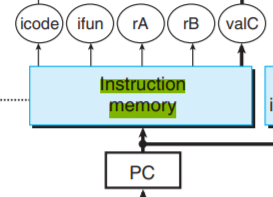 icode ifun rA rB valC
Instruction
memory
i
PC